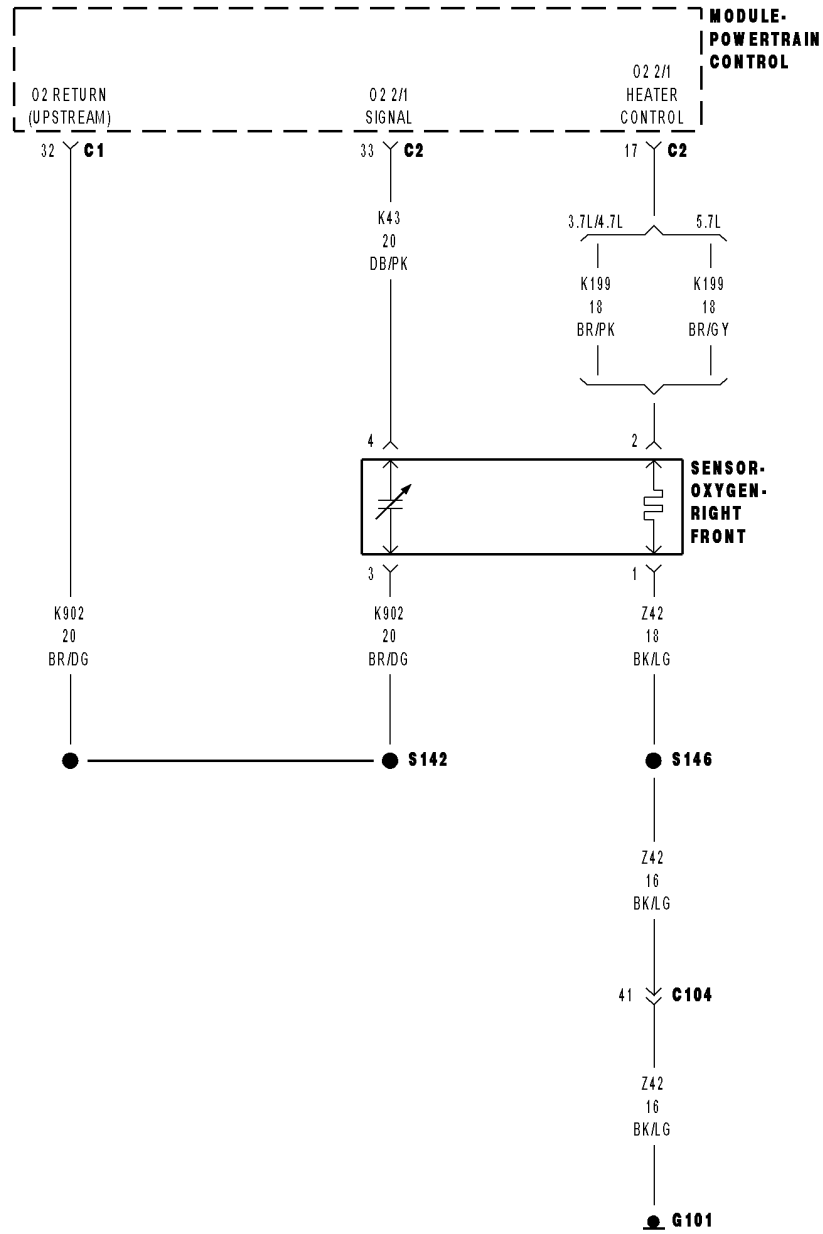 MODULE-
POWERTRAIN
CONTROL
O2 RETURN
(UPSTREAM)
O2 2/1
SIGNAL
O2 2/1
HEATER
CONTROL
32 C1
33 C2
17 C2
K43
20
DB/PK
3.7L/4.7L
5.7L
K199
18
BR/PK
K199
18
BR/GY
4
2
SENSOR-
OXYGEN-
RIGHT
FRONT
3
1
K902
20
BR/DG
K902
20
BR/DG
Z42
18
BK/LG
S142
S146
Z42
16
BK/LG
41 C104
Z42
16
BK/LG
G101